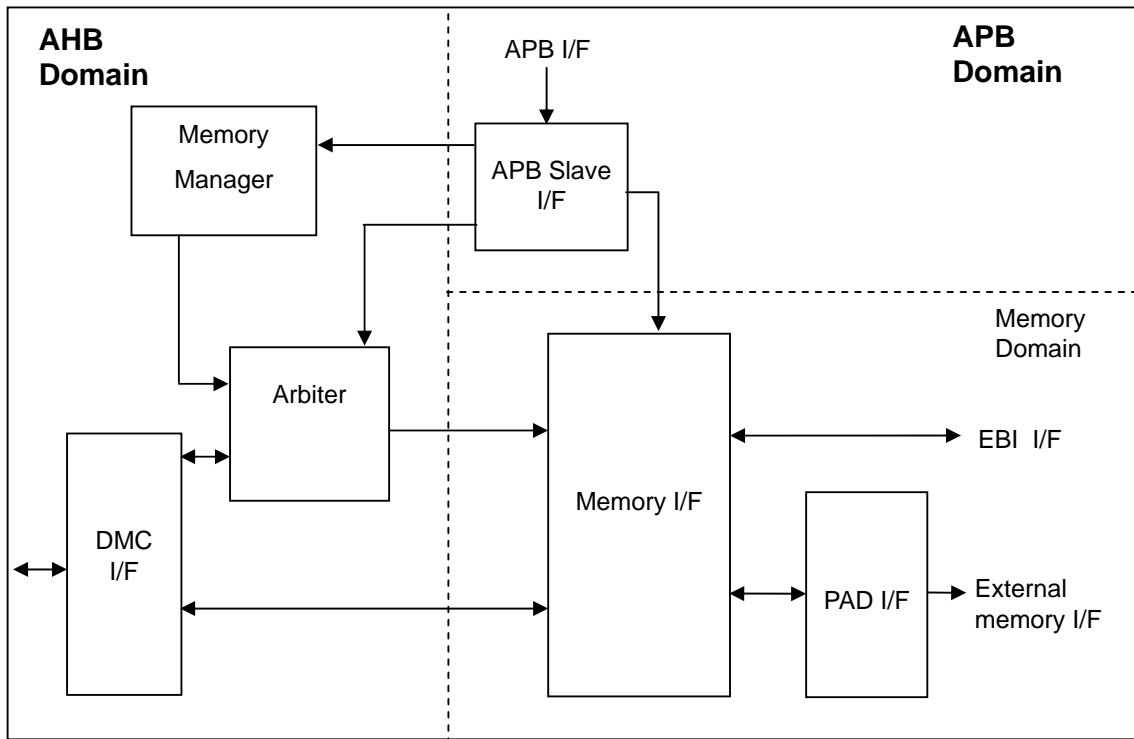 AHB
Domain
APB I/F
APB
Domain
Memory
Manager
APB Slave
I/F
Memory
Domain
Arbiter
EBI I/F
Memory I/F
DMC
I/F
PAD I/F
External
memory I/F